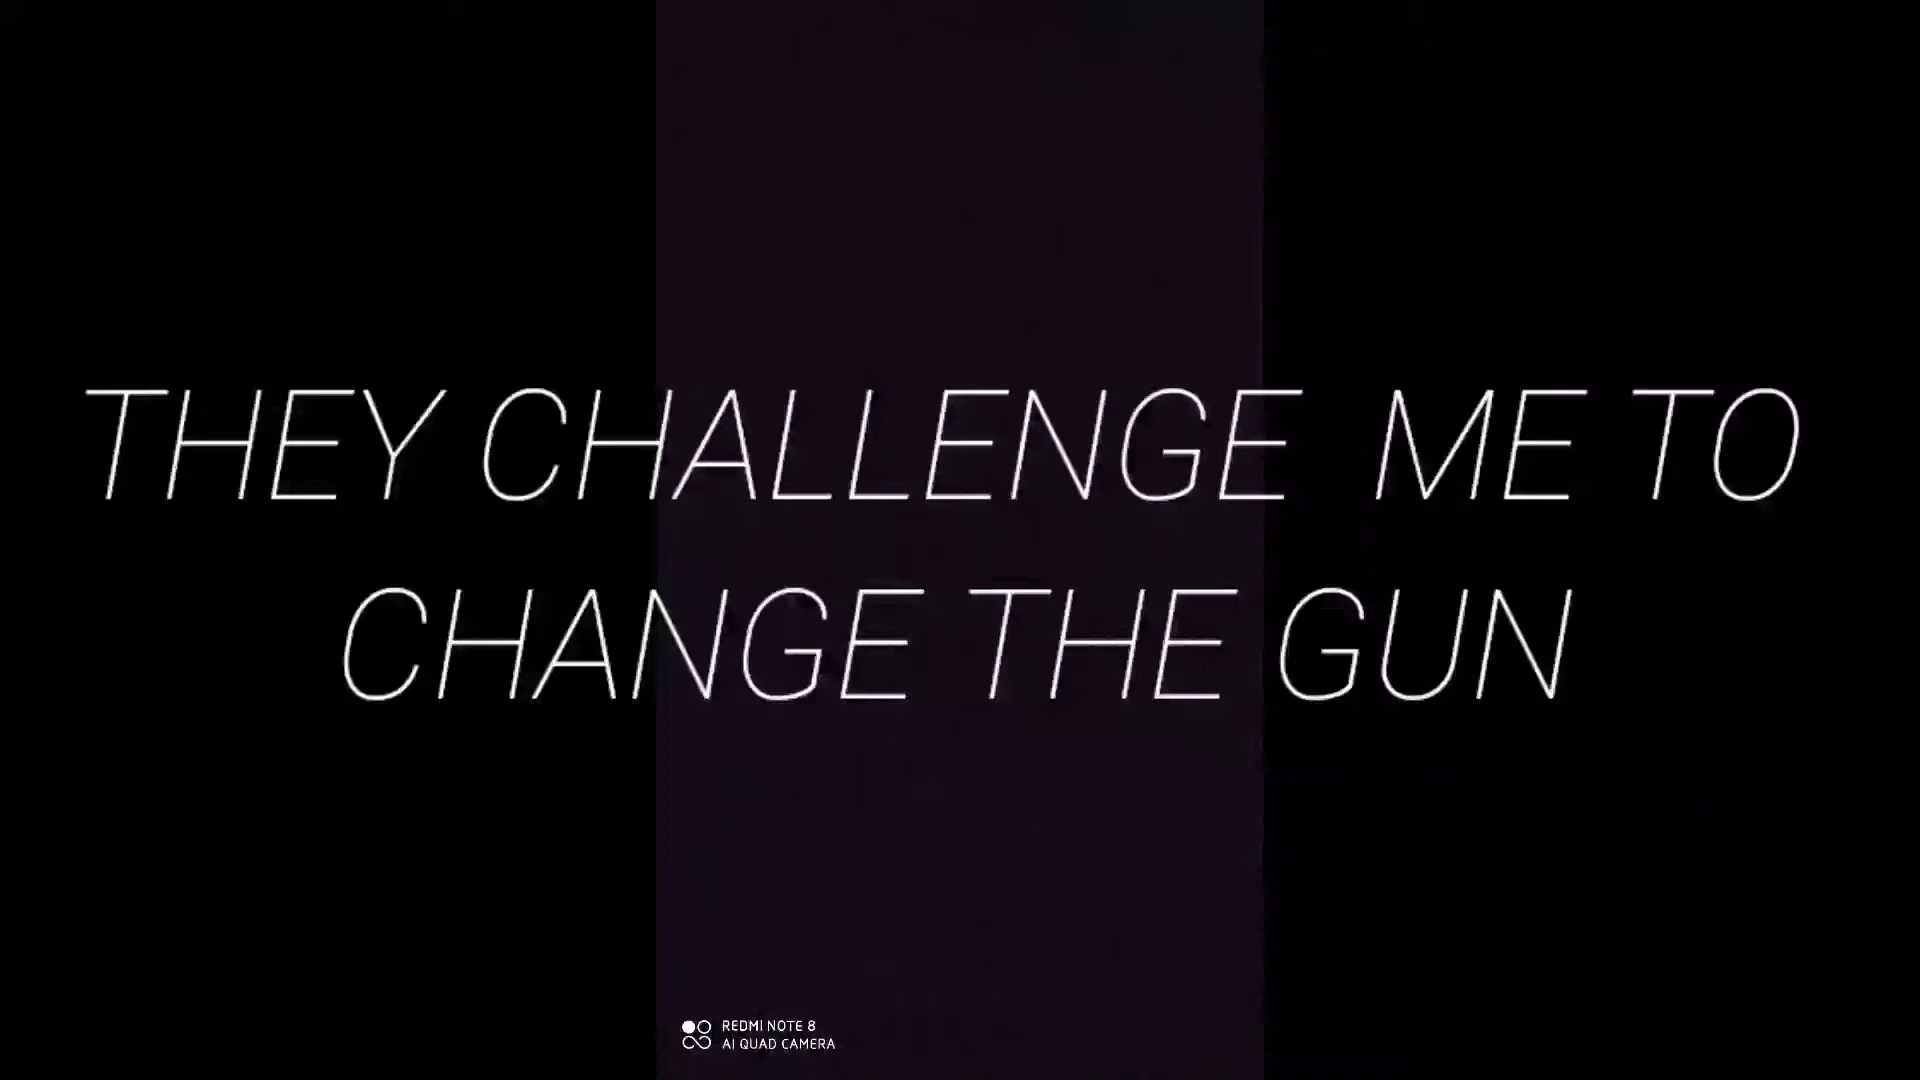 THEY CHALLENGE  ME TO
CHANGE THE GUN
REDMI NOTE 8
AI QUAD CAMERA